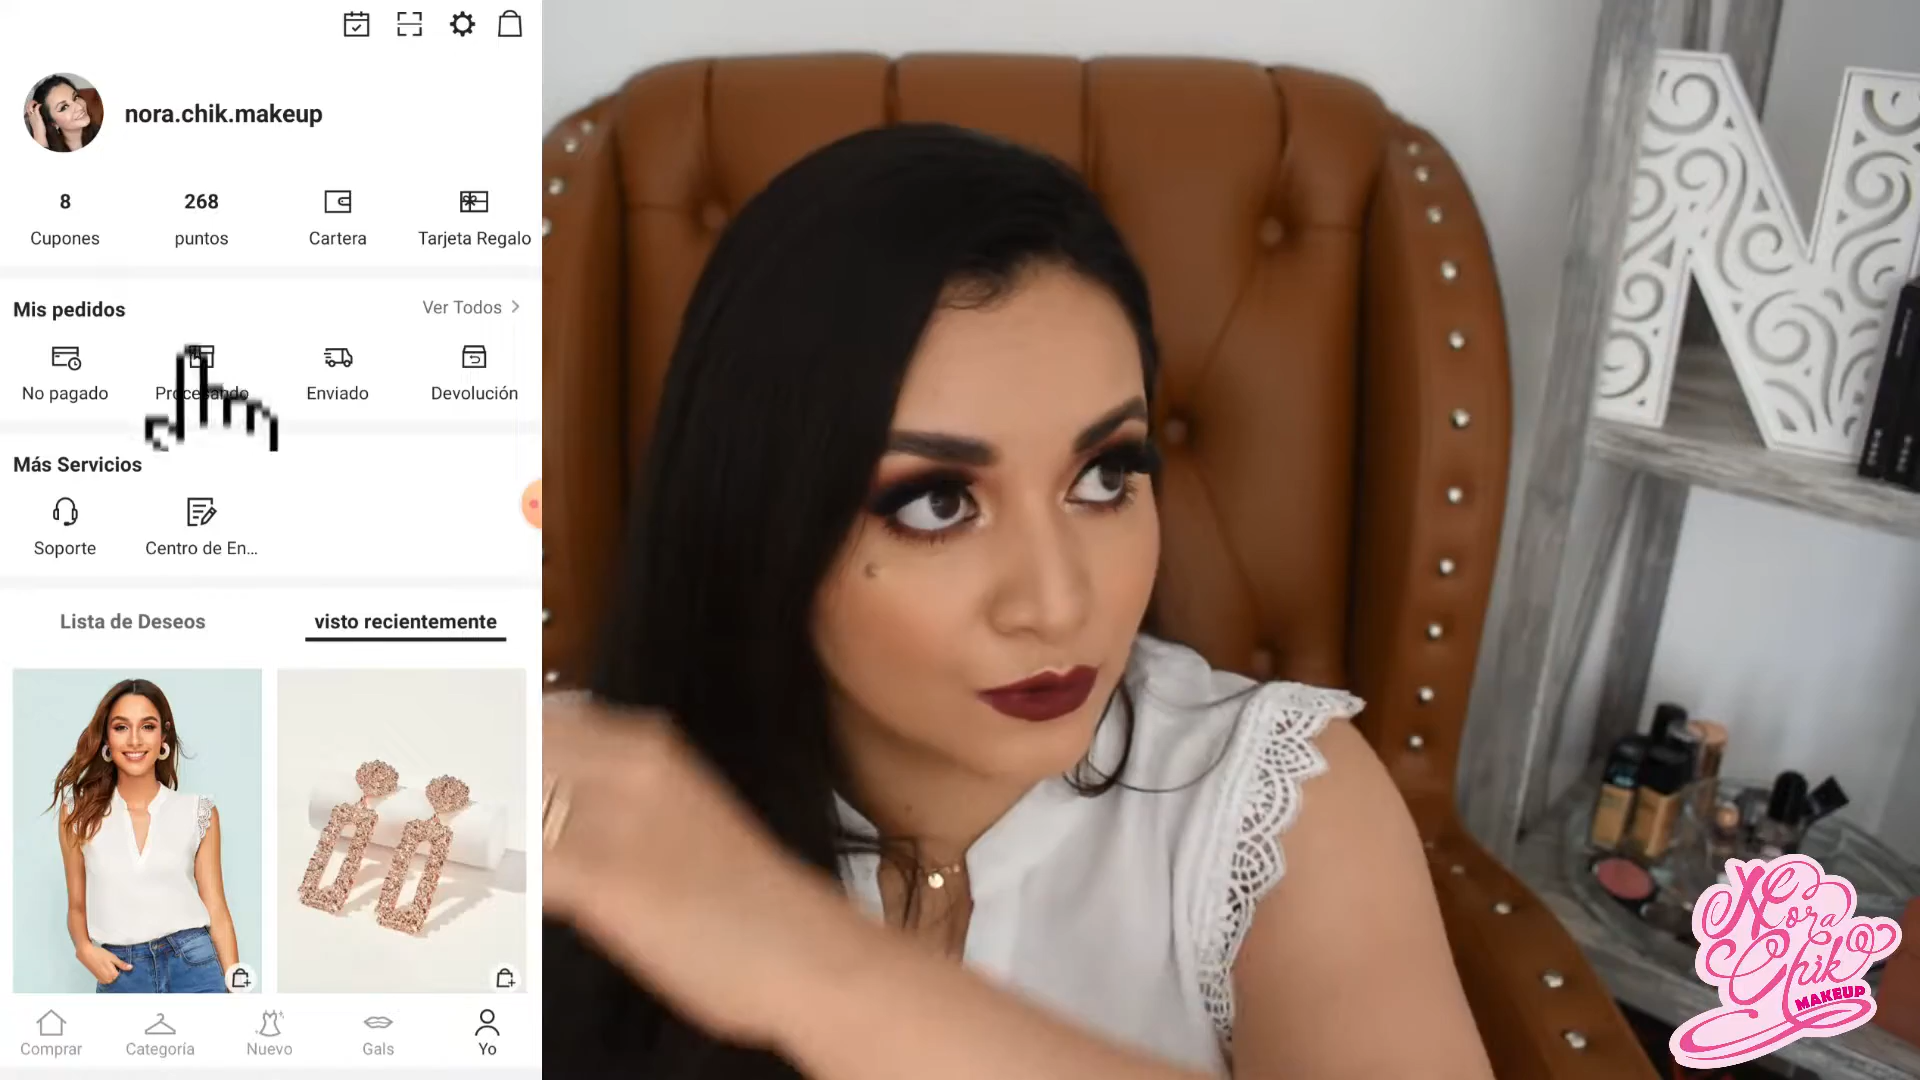 nora.chik.makeup
8
268
Cupones
puntos
Cartera
Tarjeta Regalo
Mis pedidos
Ver Todos
No pagado
Procesando
Enviado
Devolución
Más Servicios
Soporte
Centro de En...
Lista de Deseos
visto recientemente
Comprar
Categoría
Nuevo
Gals
Yo
N
Nora
Chik
MAKEUP